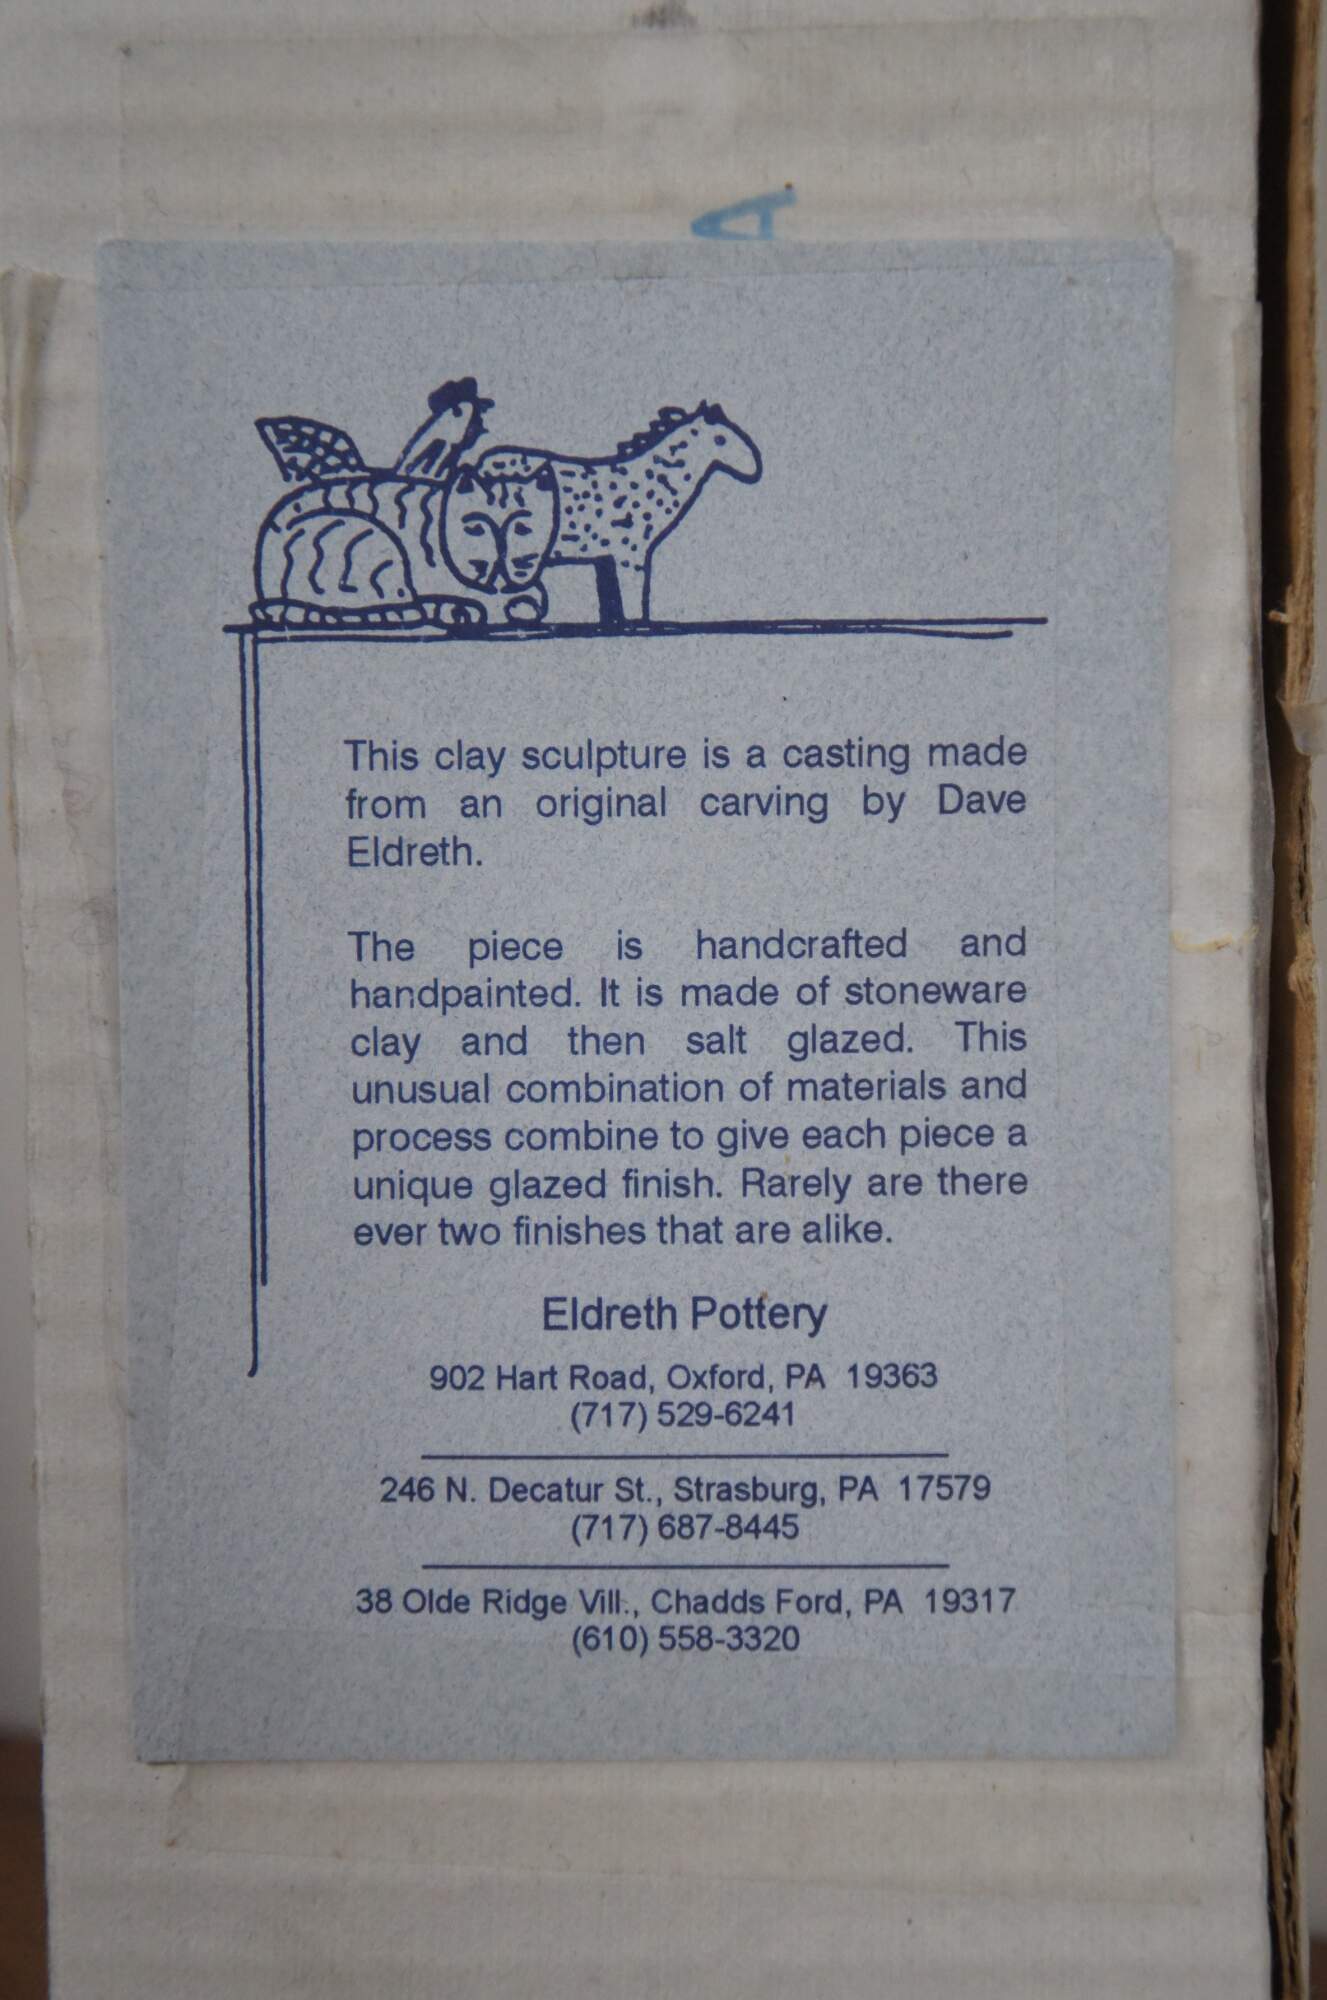 A
This clay sculpture is a casting made
from an original carving by Dave
Eldreth.
The piece is handcrafted and
handpainted. It is made of stoneware
clay and then salt glazed. This
unusual combination of materials and
process combine to give each piece a
unique glazed finish. Rarely are there
ever two finishes that are alike.
Eldreth Pottery
902 Hart Road, Oxford, PA 19363
(717) 529-6241
246 N. Decatur St., Strasburg, PA 17579
(717) 687-8445
38 Olde Ridge Vill., Chadds Ford, PA 19317
(610) 558-3320